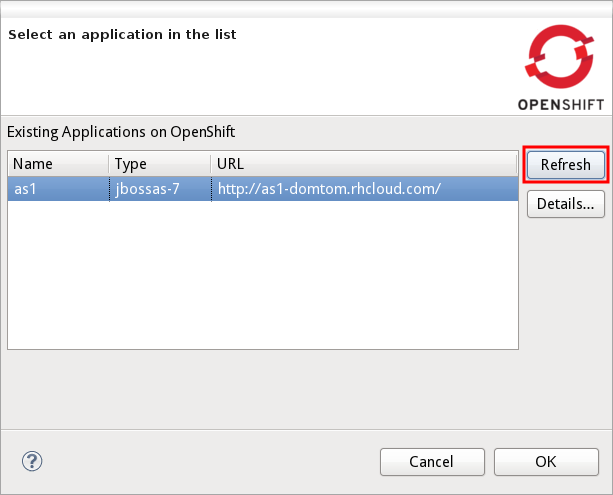 Select an application in the list
OPENSHIFT
Existing Applications on OpenShift
Name Type URL
as1 jbossas-7 http://as1-domtom.rhcloud.com/
Refresh
Details...
?
Cancel OK